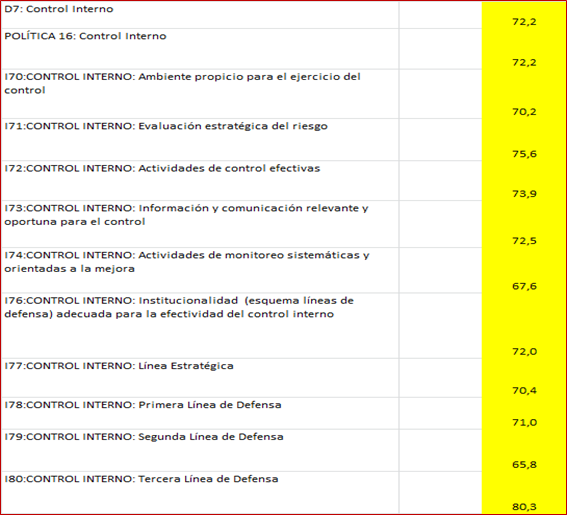 D7: Control Interno
72,2
POLÍTICA 16: Control Interno
72,2
I70:CONTROL INTERNO: Ambiente propicio para el ejercicio del
control
70,2
I71:CONTROL INTERNO: Evaluación estratégica del riesgo
75,6
I72:CONTROL INTERNO: Actividades de control efectivas
73,9
I73:CONTROL INTERNO: Información y comunicación relevante y
oportuna para el control
72,5
I74:CONTROL INTERNO: Actividades de monitoreo sistemáticas y
orientadas a la mejora
67,6
I76:CONTROL INTERNO: Institucionalidad  (esquema líneas de
defensa) adecuada para la efectividad del control interno
72,0
I77:CONTROL INTERNO: Línea Estratégica
70,4
I78:CONTROL INTERNO: Primera Línea de Defensa
71,0
I79:CONTROL INTERNO: Segunda Línea de Defensa
65,8
I80:CONTROL INTERNO: Tercera Línea de Defensa
80,3